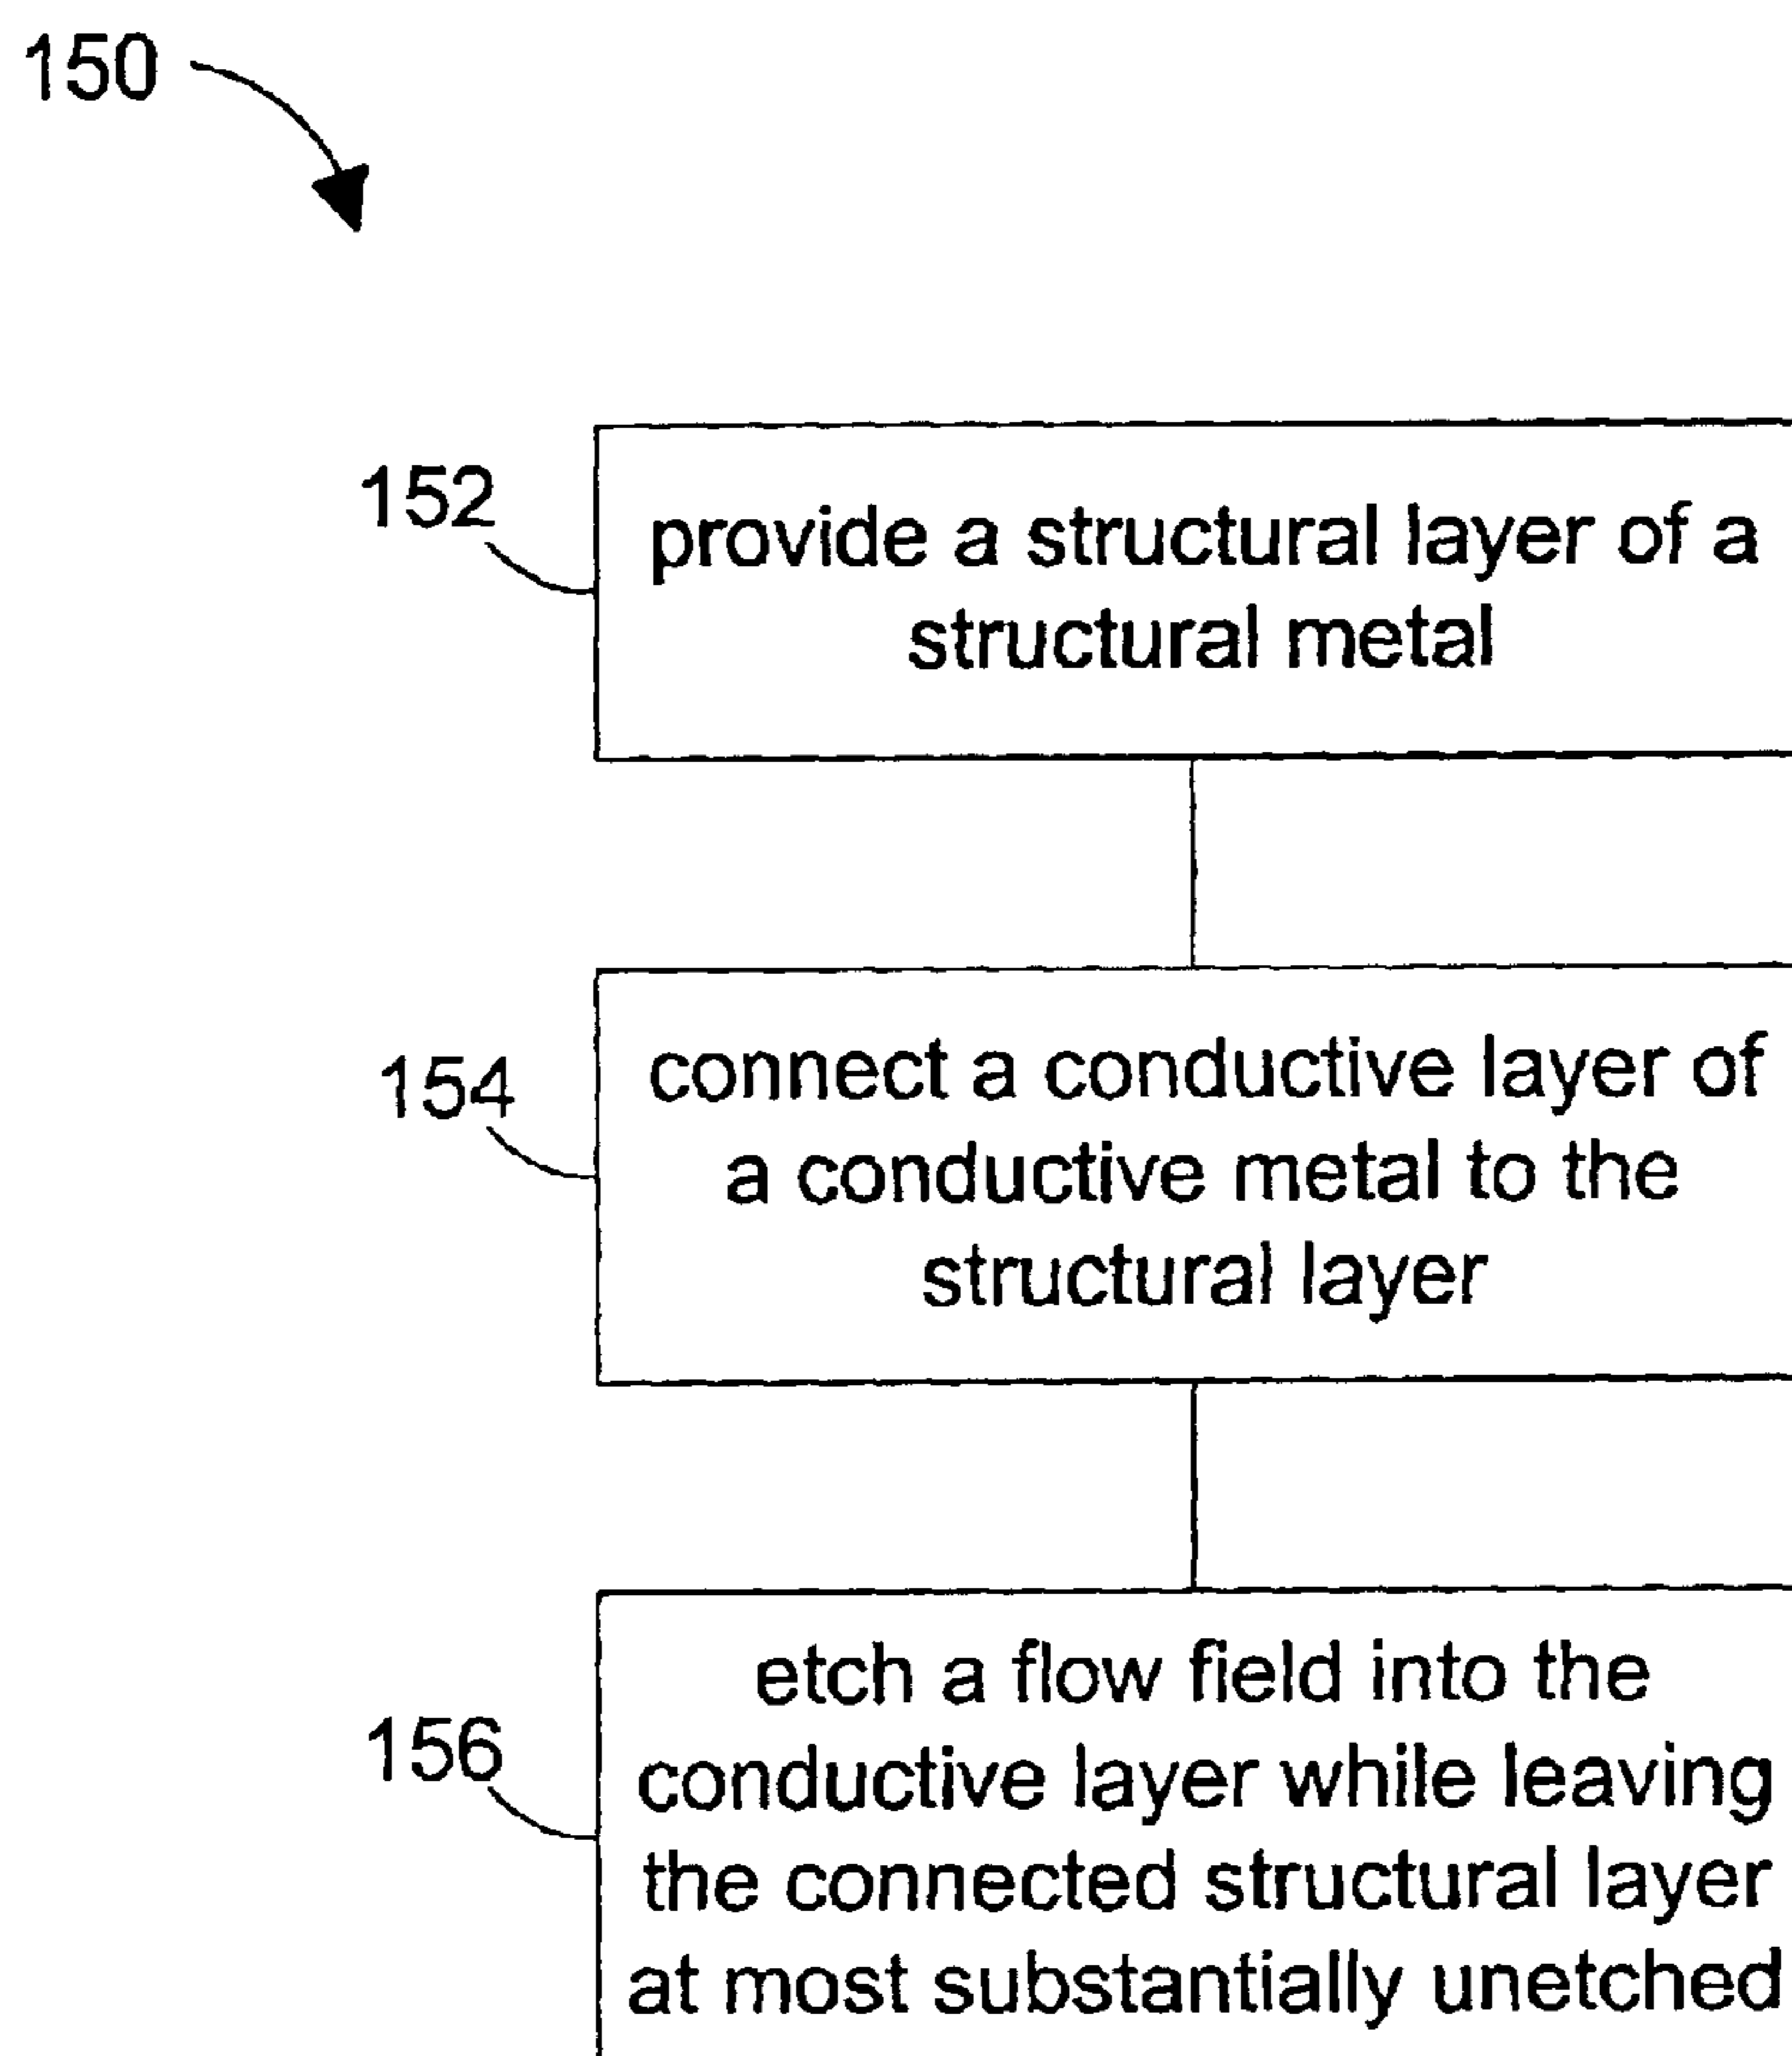 150
152
provide a structural layer of a
structural metal
154
connect a conductive layer of
a conductive metal to the
structural layer
156
etch a flow field into the
conductive layer while leaving
the connected structural layer
at most substantially unetched